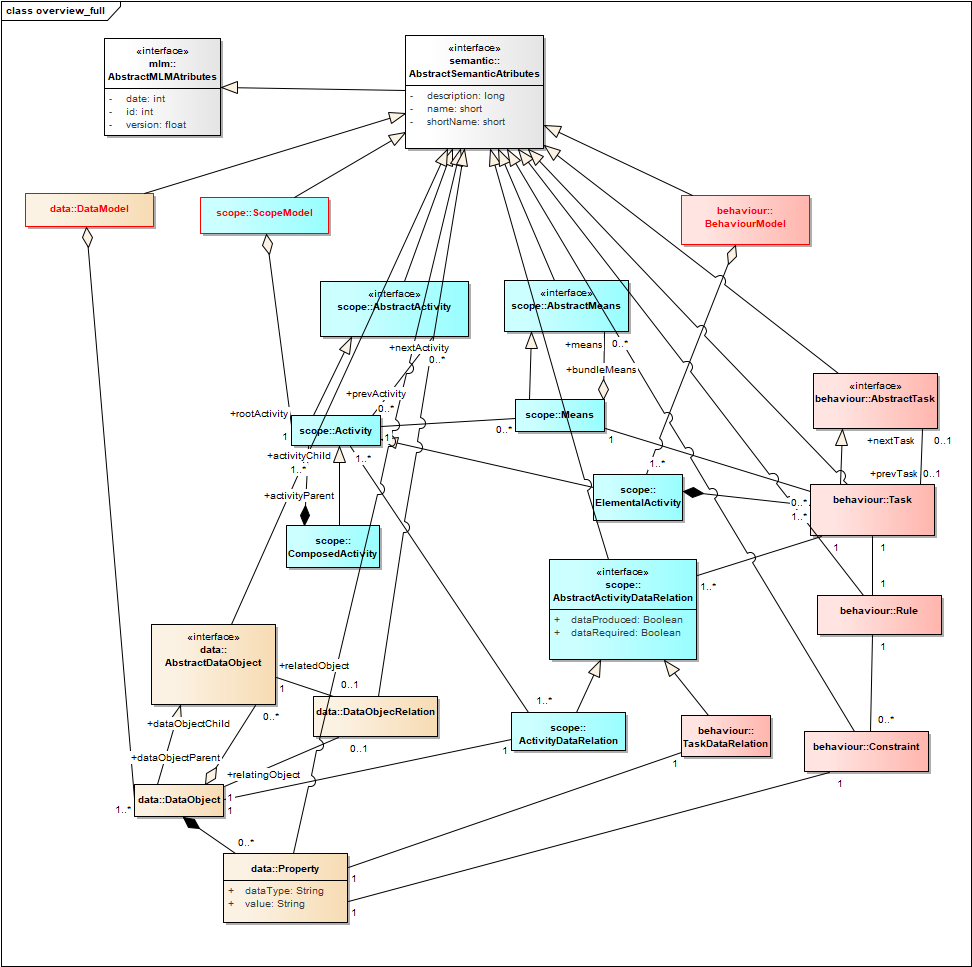 class overview_full
«interface»
mlm::
AbstractMLMAtributes
- date: int
- id: int
- version: float
«interface»
semantic::
AbstractSemanticAtributes
- description: long
- name: short
- shortName: short
data::DataModel
scope::ScopeModel
behaviour::
BehaviourModel
«interface»
scope::AbstractActivity
«interface»
scope::AbstractMeans
+nextActivity
0..*
+means 0..*
+bundleMeans
«interface»
behaviour::AbstractTask
+prevActivity
0..*
+rootActivity
1
scope::Activity
1
0..*
scope::Means
1
+nextTask 0..1
+prevTask 0..1
+activityChild
1..*
1..*
1..*
+activityParent
scope::
ElementalActivity
0..*
1..*
behaviour::Task
scope::
ComposedActivity
1
1
«interface»
scope::
AbstractActivityDataRelation
+ dataProduced: Boolean
+ dataRequired: Boolean
1..*
1
behaviour::Rule
1
«interface»
data::
AbstractDataObject
+relatedObject
1
0..1
data::DataObjecRelation
0..1
0..*
+dataObjectChild
+dataObjectParent
+relatingObject
1..*
scope::
ActivityDataRelation
1
behaviour::
TaskDataRelation
1
0..*
behaviour::Constraint
1
1..*
data::DataObject
1
1
0..*
data::Property
+ dataType: String
+ value: String
1
1